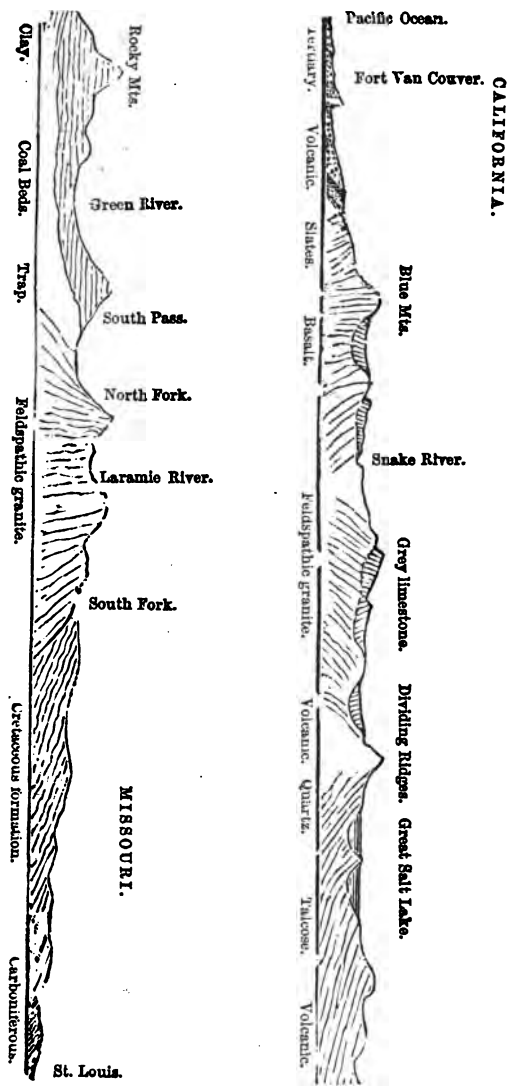 CALIFORNIA.
Pacific Ocean.
Fort Van Couver.
Blue Mts.
Snake River.
Grey limestone.
Dividing Ridges.
Great Salt Lake.
Tertiary.
Volcanic.
Slates.
Basalt.
Feldspathic granite.
Volcanic.
Quartz.
Talcose.
Volcanic.
Rocky Mts.
Green River.
South Pass.
North Fork.
Laramie River.
South Fork.
MISSOURI.
St. Louis.
Clay.
Coal Beds.
Trap.
Feldspathic granite.
Cretaceous formation.
Carboniferous.